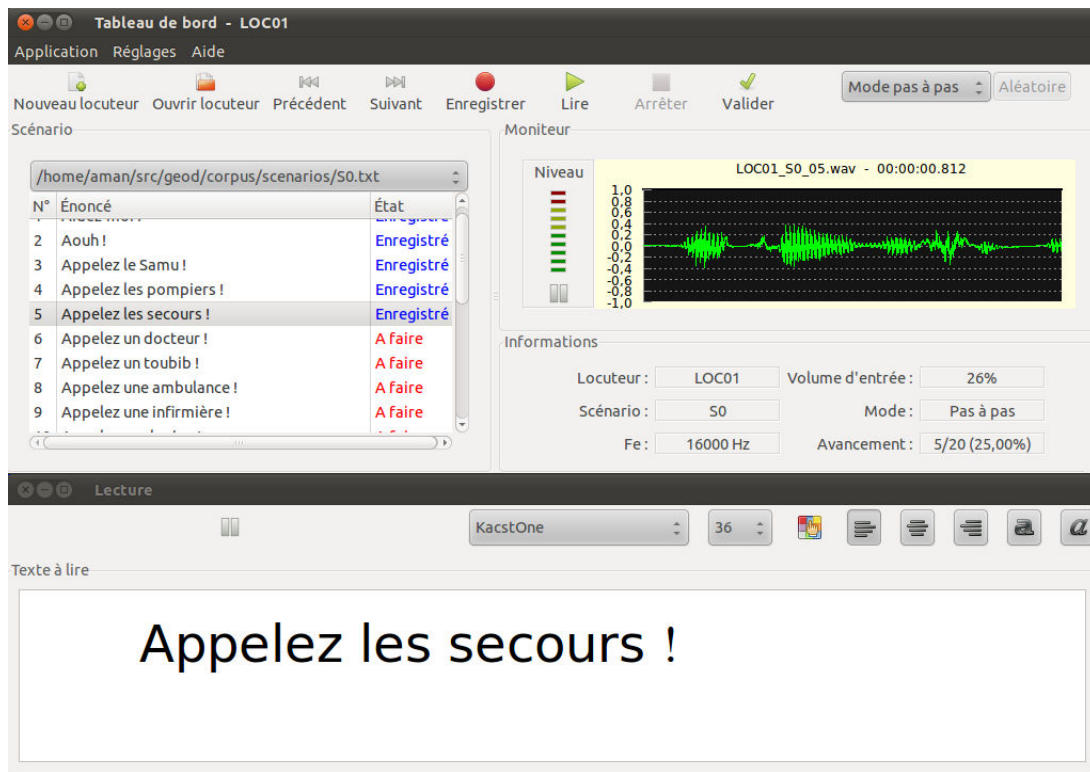 Tableau de bord - LOC01
Application Réglages Aide
Nouveau locuteur Ouvrir locuteur Précédent Suivant Enregistrer Lire Arrêter Valider Mode pas à pas Aléatoire
Scénario
/home/aman/src/geod/corpus/scenarios/S0.txt
N° Énoncé État
2 Aouh ! Enregistré
3 Appelez le Samu ! Enregistré
4 Appelez les pompiers ! Enregistré
5 Appelez les secours ! Enregistré
6 Appelez un docteur ! A faire
7 Appelez un toubib ! A faire
8 Appelez une ambulance ! A faire
9 Appelez une infirmière ! A faire
Moniteur
Niveau
LOC01_S0_05.wav - 00:00:00.812
1,0
0,8
0,6
0,4
0,2
0,0
-0,2
-0,4
-0,6
-0,8
-1,0
Informations
Locuteur : LOC01 Volume d'entrée : 26%
Scénario : S0 Mode : Pas à pas
Fe : 16000 Hz Avancement : 5/20 (25,00%)
Lecture
KacstOne 36 a a
Texte à lire
Appelez les secours !